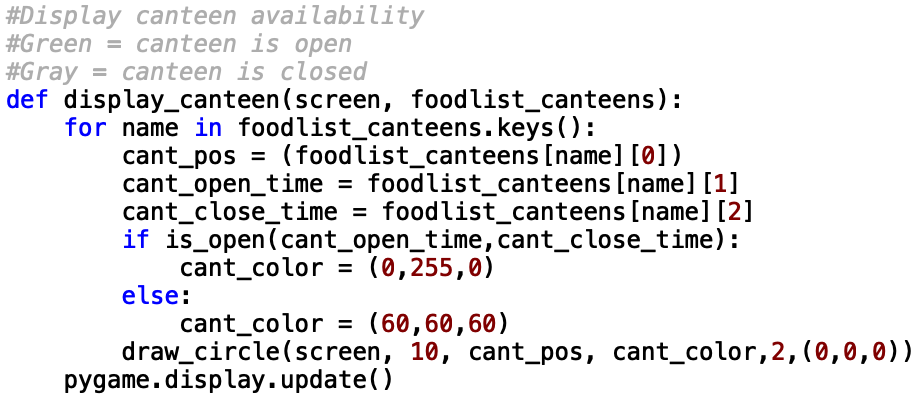 #Display canteen availability
#Green = canteen is open
#Gray = canteen is closed
def display_canteen(screen, foodlist_canteens):
    for name in foodlist_canteens.keys():
        cant_pos = (foodlist_canteens[name][0])
        cant_open_time = foodlist_canteens[name][1]
        cant_close_time = foodlist_canteens[name][2]
        if is_open(cant_open_time,cant_close_time):
            cant_color = (0,255,0)
        else:
            cant_color = (60,60,60)
        draw_circle(screen, 10, cant_pos, cant_color,2,(0,0,0))
    pygame.display.update()